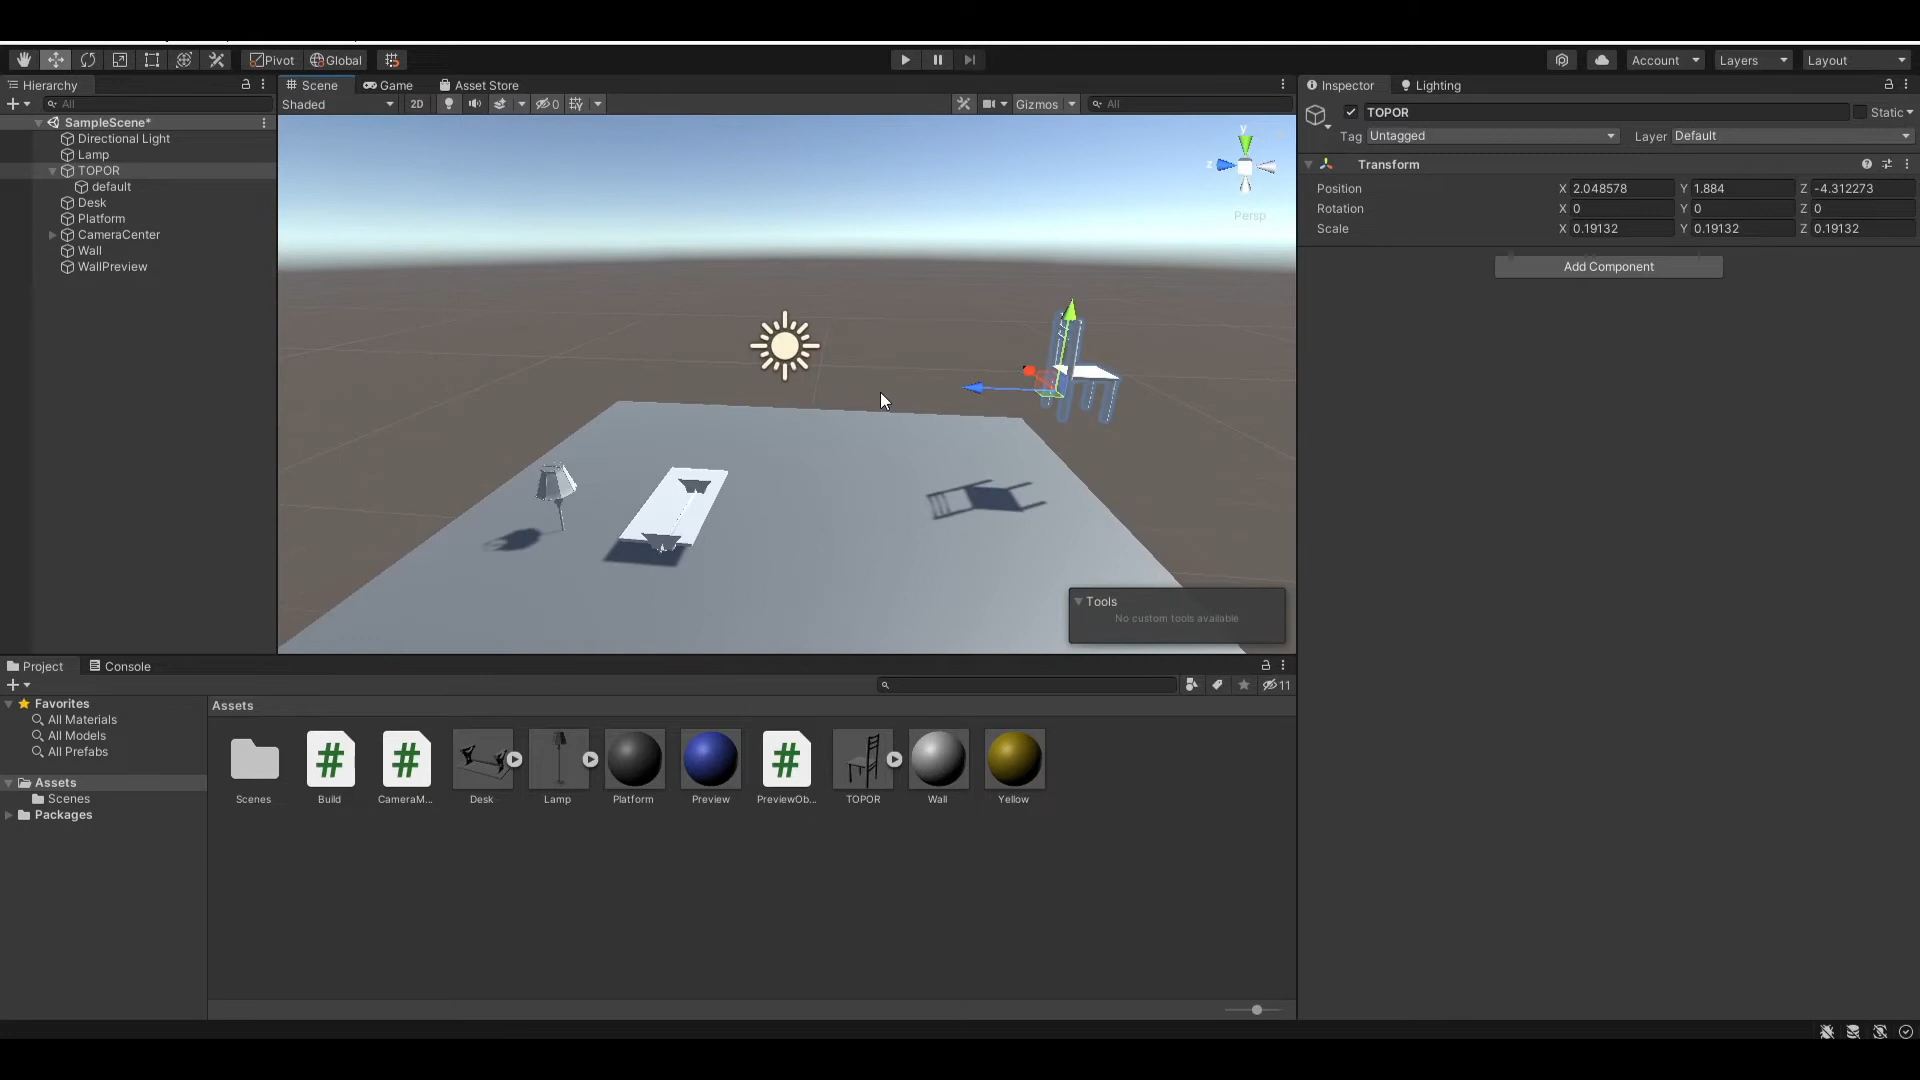 Pivot Global Account Layers Layout
Hierarchy Scene Game Asset Store Inspector Lighting
All Shaded 2D 0 Gizmos All TOPOR Static
SampleScene* Tag Untagged Layer Default
Directional Light
Lamp
TOPOR
default
Desk
Platform
CameraCenter
Wall
WallPreview
y
z
Persp
Transform
Position X 2.048578 Y 1.884 Z -4.312273
Rotation X 0 Y 0 Z 0
Scale X 0.19132 Y 0.19132 Z 0.19132
Add Component
Tools
No custom tools available
Project Console
11
Favorites Assets
All Materials
All Models
All Prefabs
Assets
Scenes
Packages
Scenes Build CameraM... Desk Lamp Platform Preview PreviewOb... TOPOR Wall Yellow